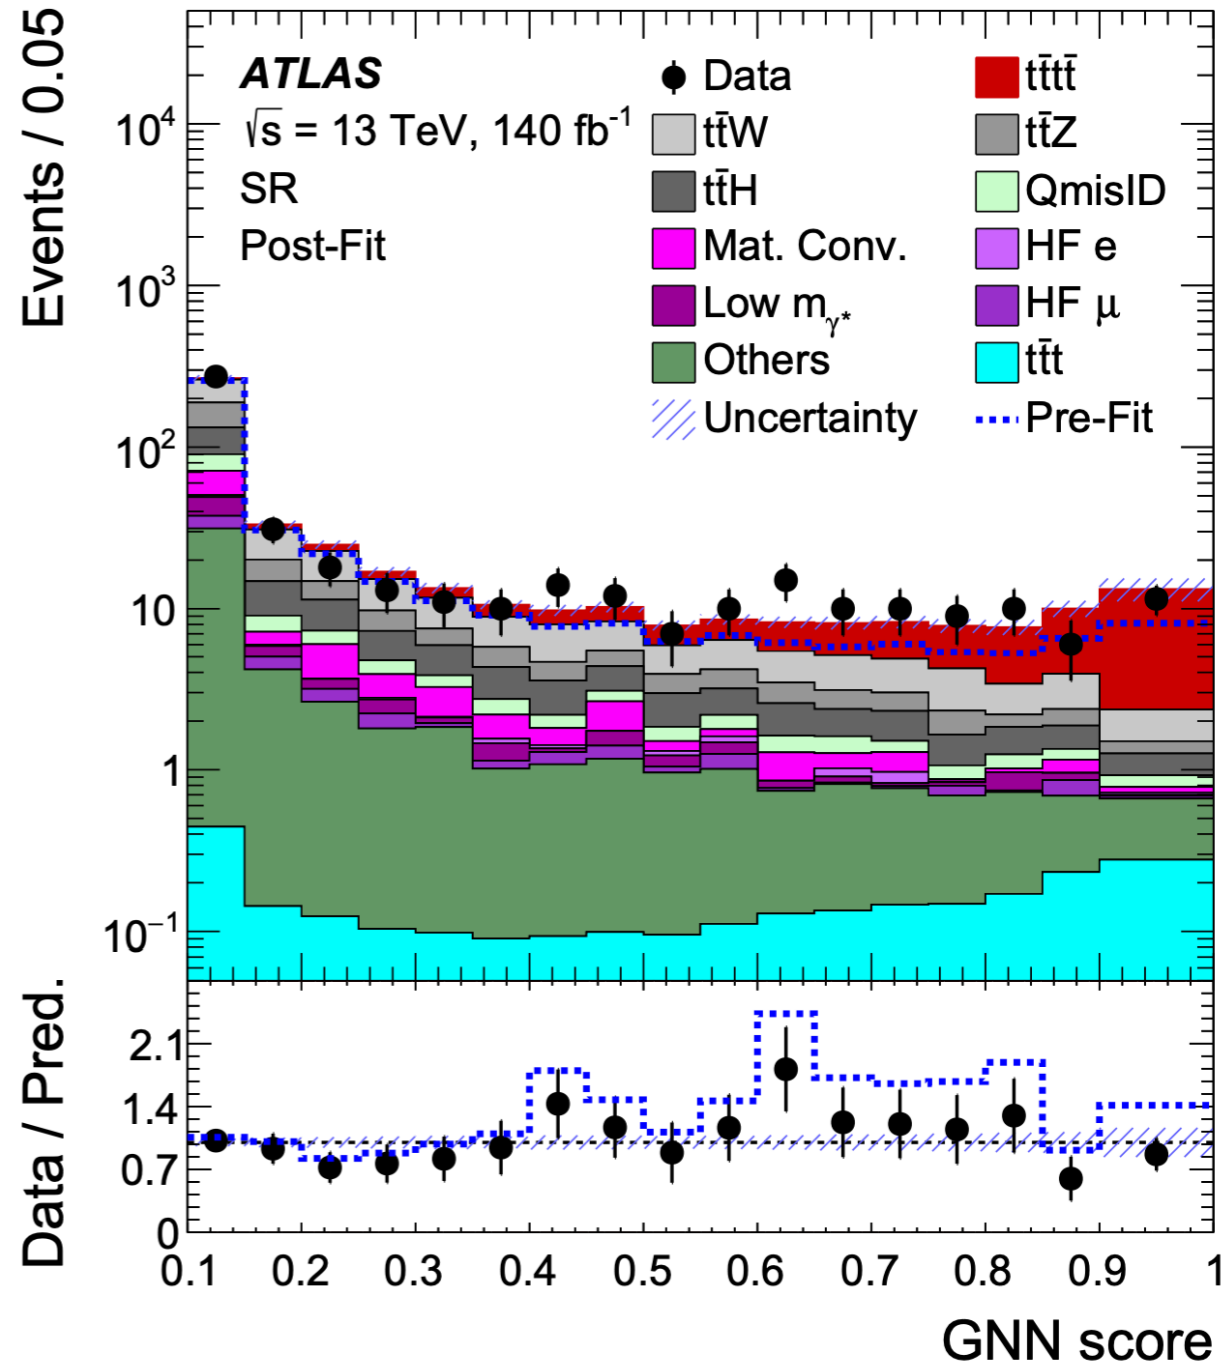 Events / 0.05
ATLAS
√s = 13 TeV, 140 fb⁻¹
SR
Post-Fit
Data
tt̄tt̄
tt̄W
tt̄Z
tt̄H
QmisID
Mat. Conv.
HF e
Low m_γ*
HF μ
Others
tt̄t
Uncertainty
Pre-Fit
10⁴
10³
10²
10
1
10⁻¹
Data / Pred.
2.1
1.4
0.7
0
0.1 0.2 0.3 0.4 0.5 0.6 0.7 0.8 0.9 1
GNN score